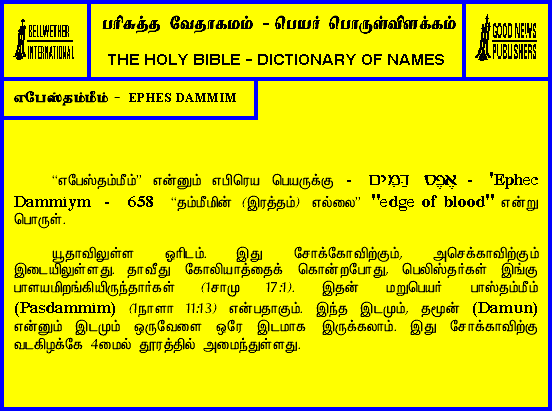 BELLWETHER
INTERNATIONAL
பரிசுத்த வேதாகமம் - பெயர் பொருள்விளக்கம்
THE HOLY BIBLE - DICTIONARY OF NAMES
GOOD NEWS
PUBLISHERS
எபேஸ்தம்மீம் - EPHES DAMMIM
“எபேஸ்தம்மீம்” என்னும் எபிரெய பெயருக்கு - אֶפֶס דַּמִּים - 'Ephec
Dammiym - 658 “தம்மீமின் (இரத்தம்) எல்லை” "edge of blood" என்று
பொருள்.
யூதாவிலுள்ள ஓரிடம். இது சோக்கோவிற்கும், அசெக்காவிற்கும்
இடையிலுள்ளது. தாவீது கோலியாத்தைக் கொன்றபோது, பெலிஸ்தர்கள் இங்கு
பாளயமிறங்கியிருந்தார்கள் (1சாமு 17:1). இதன் மறுபெயர் பாஸ்தம்மீம்
(Pasdammim) (1நாளா 11:13) என்பதாகும். இந்த இடமும், தமூன் (Damun)
என்னும் இடமும் ஒருவேளை ஒரே இடமாக இருக்கலாம். இது சோக்காவிற்கு
வடகிழக்கே 4மைல் தூரத்தில் அமைந்துள்ளது.